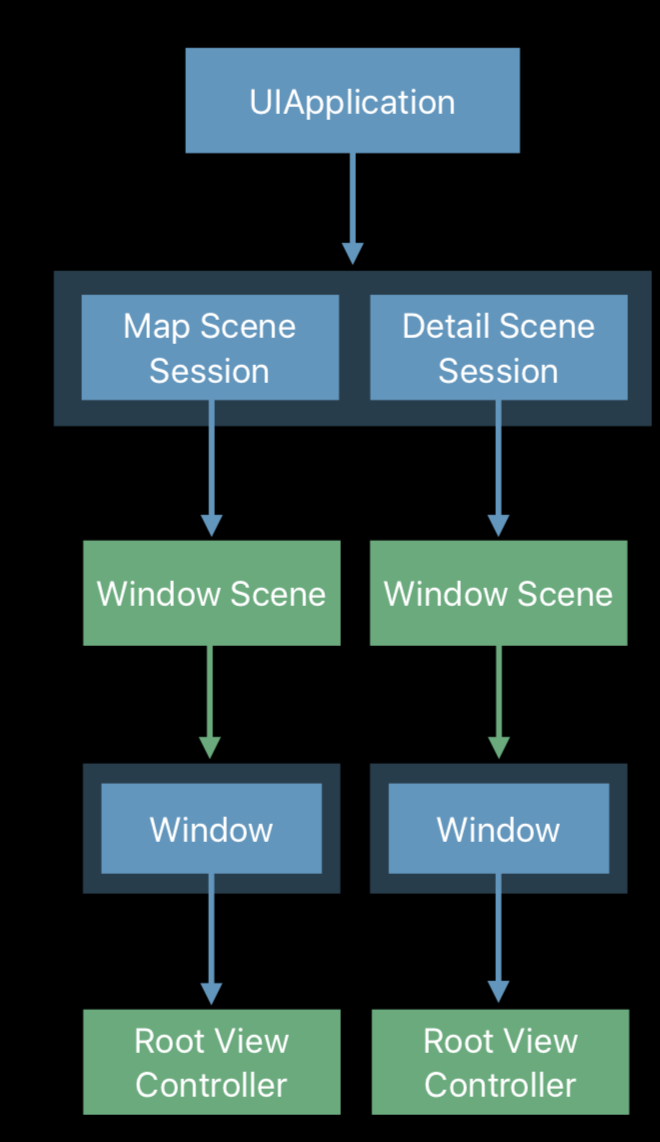 UIApplication
Map Scene
Session
Detail Scene
Session
Window Scene
Window Scene
Window
Window
Root View
Controller
Root View
Controller